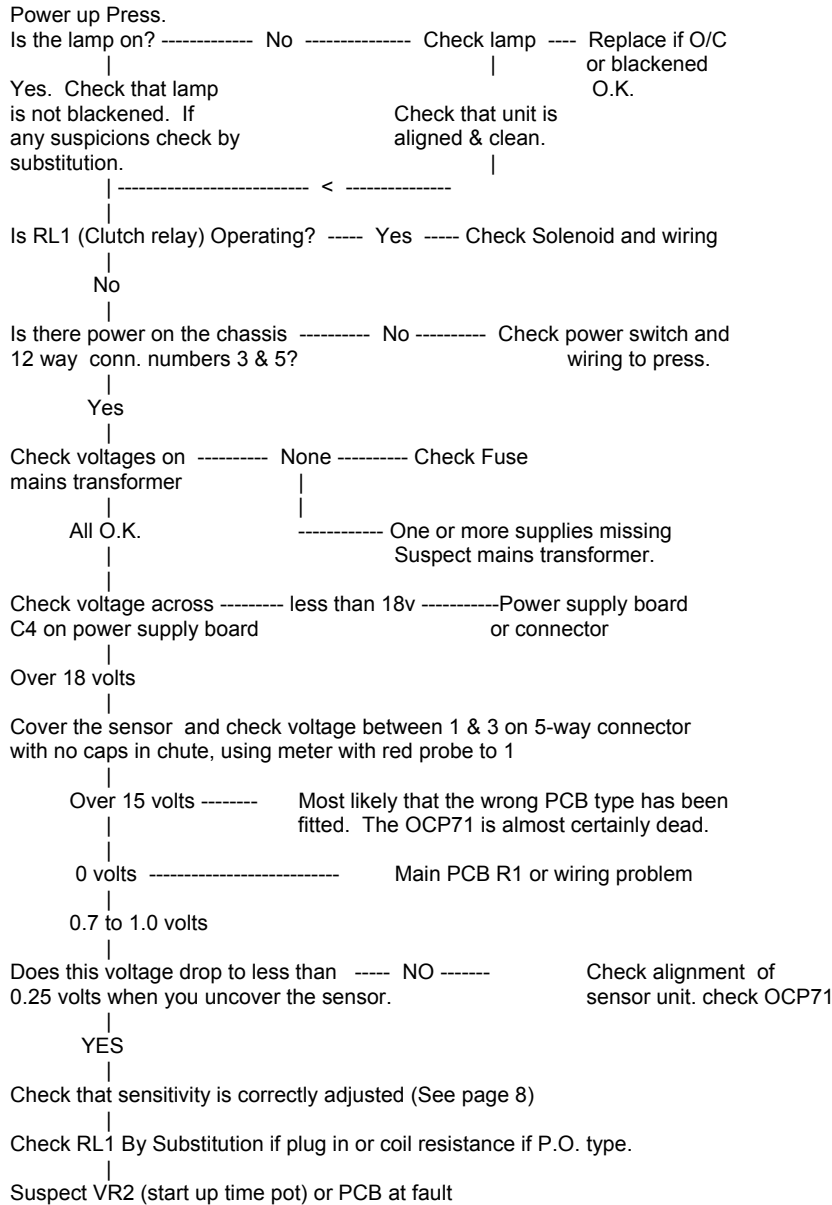 Power up Press.
Is the lamp on? ------------- No --------------- Check lamp ---- Replace if O/C
| | or blackened
Yes. Check that lamp O.K.
is not blackened. If Check that unit is
any suspicions check by aligned & clean.
substitution. |
| --------------------------- < ---------------
|
Is RL1 (Clutch relay) Operating? ----- Yes ----- Check Solenoid and wiring
|
No
|
Is there power on the chassis ---------- No ---------- Check power switch and
12 way conn. numbers 3 & 5? wiring to press.
|
Yes
|
Check voltages on ---------- None ---------- Check Fuse
mains transformer |
| |
All O.K. ------------ One or more supplies missing
| Suspect mains transformer.
|
Check voltage across --------- less than 18v -----------Power supply board
C4 on power supply board or connector
|
Over 18 volts
|
Cover the sensor and check voltage between 1 & 3 on 5-way connector
with no caps in chute, using meter with red probe to 1
|
Over 15 volts -------- Most likely that the wrong PCB type has been
| fitted. The OCP71 is almost certainly dead.
|
0 volts --------------------------- Main PCB R1 or wiring problem
|
0.7 to 1.0 volts
|
Does this voltage drop to less than ----- NO ------- Check alignment of
0.25 volts when you uncover the sensor. sensor unit. check OCP71
|
YES
|
Check that sensitivity is correctly adjusted (See page 8)
|
Check RL1 By Substitution if plug in or coil resistance if P.O. type.
|
Suspect VR2 (start up time pot) or PCB at fault